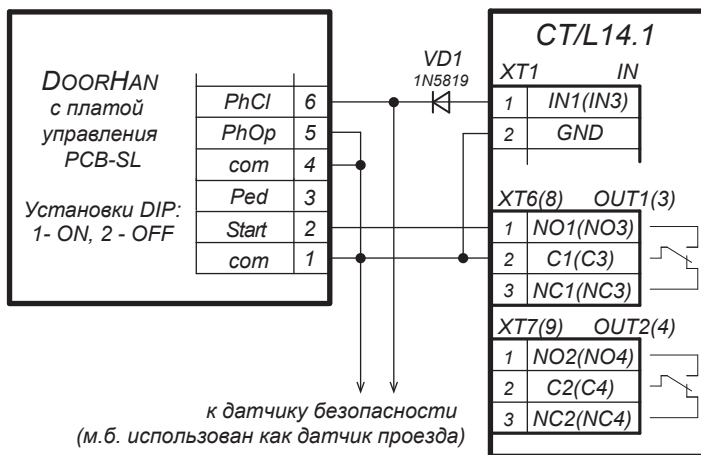 DOORHAN
с платой
управления
PCB-SL
Установки DIP:
1- ON, 2 - OFF
PhCl 6
PhOp 5
com 4
Ped 3
Start 2
com 1
VD1
1N5819
CT/L14.1
XT1 IN
1 IN1(IN3)
2 GND
XT6(8) OUT1(3)
1 NO1(NO3)
2 C1(C3)
3 NC1(NC3)
XT7(9) OUT2(4)
1 NO2(NO4)
2 C2(C4)
3 NC2(NC4)
к датчику безопасности
(м.б. использован как датчик проезда)